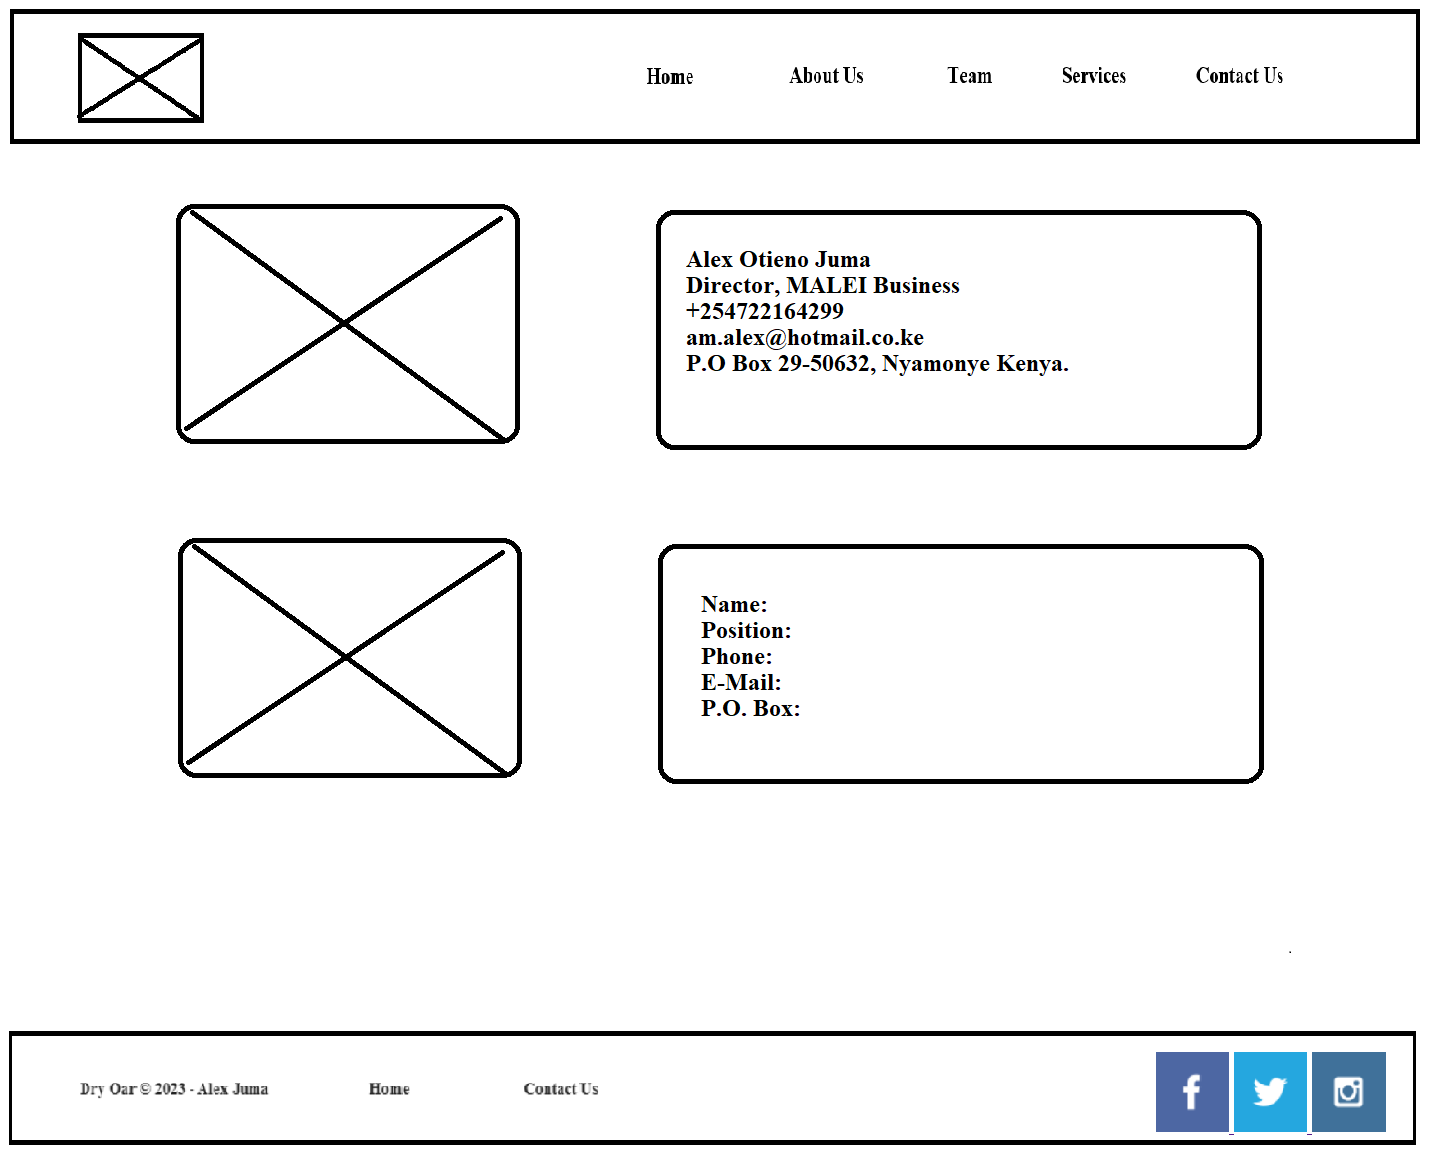 Home About Us Team Services Contact Us
Alex Otieno Juma
Director, MALEI Business
+254722164299
am.alex@hotmail.co.ke
P.O Box 29-50632, Nyamonye Kenya.
Name:
Position:
Phone:
E-Mail:
P.O. Box:
Dry Oar © 2023 - Alex Juma Home Contact Us